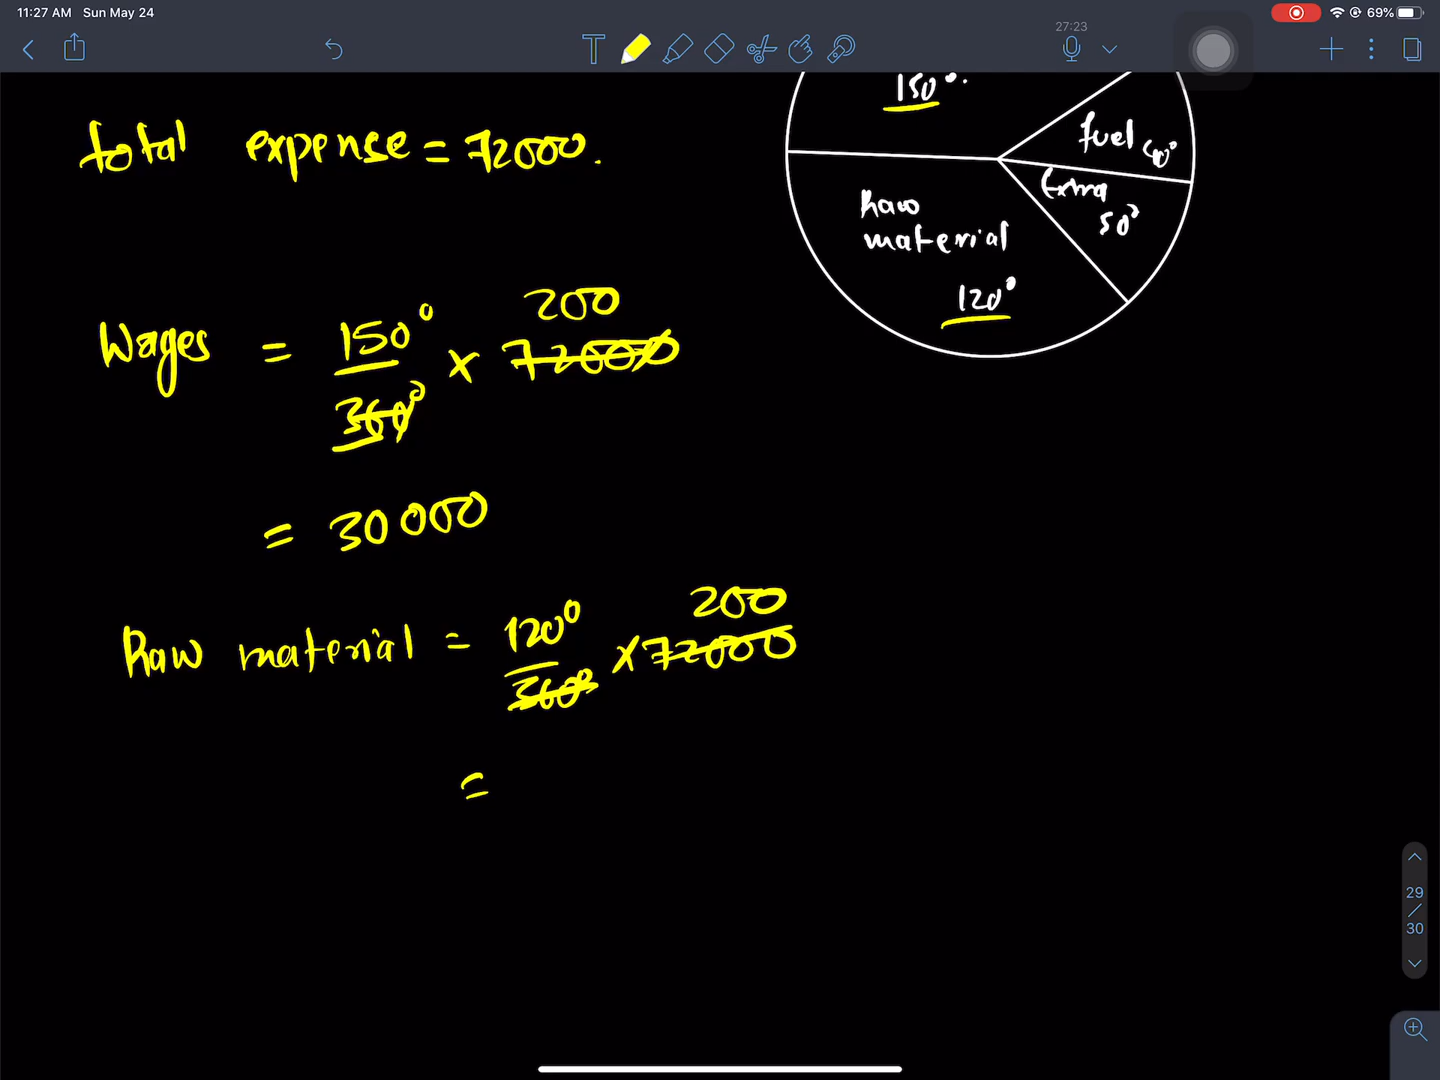 11:27 AM Sun May 24
69%
27:23
T
150°.
total expense = 72000.
fuel 40°
Extra
50°
Raw
material
120°
200
Wages = 150° × 72000
360°
= 30000
200
Raw material = 120° × 72000
360°
=
29
/
30